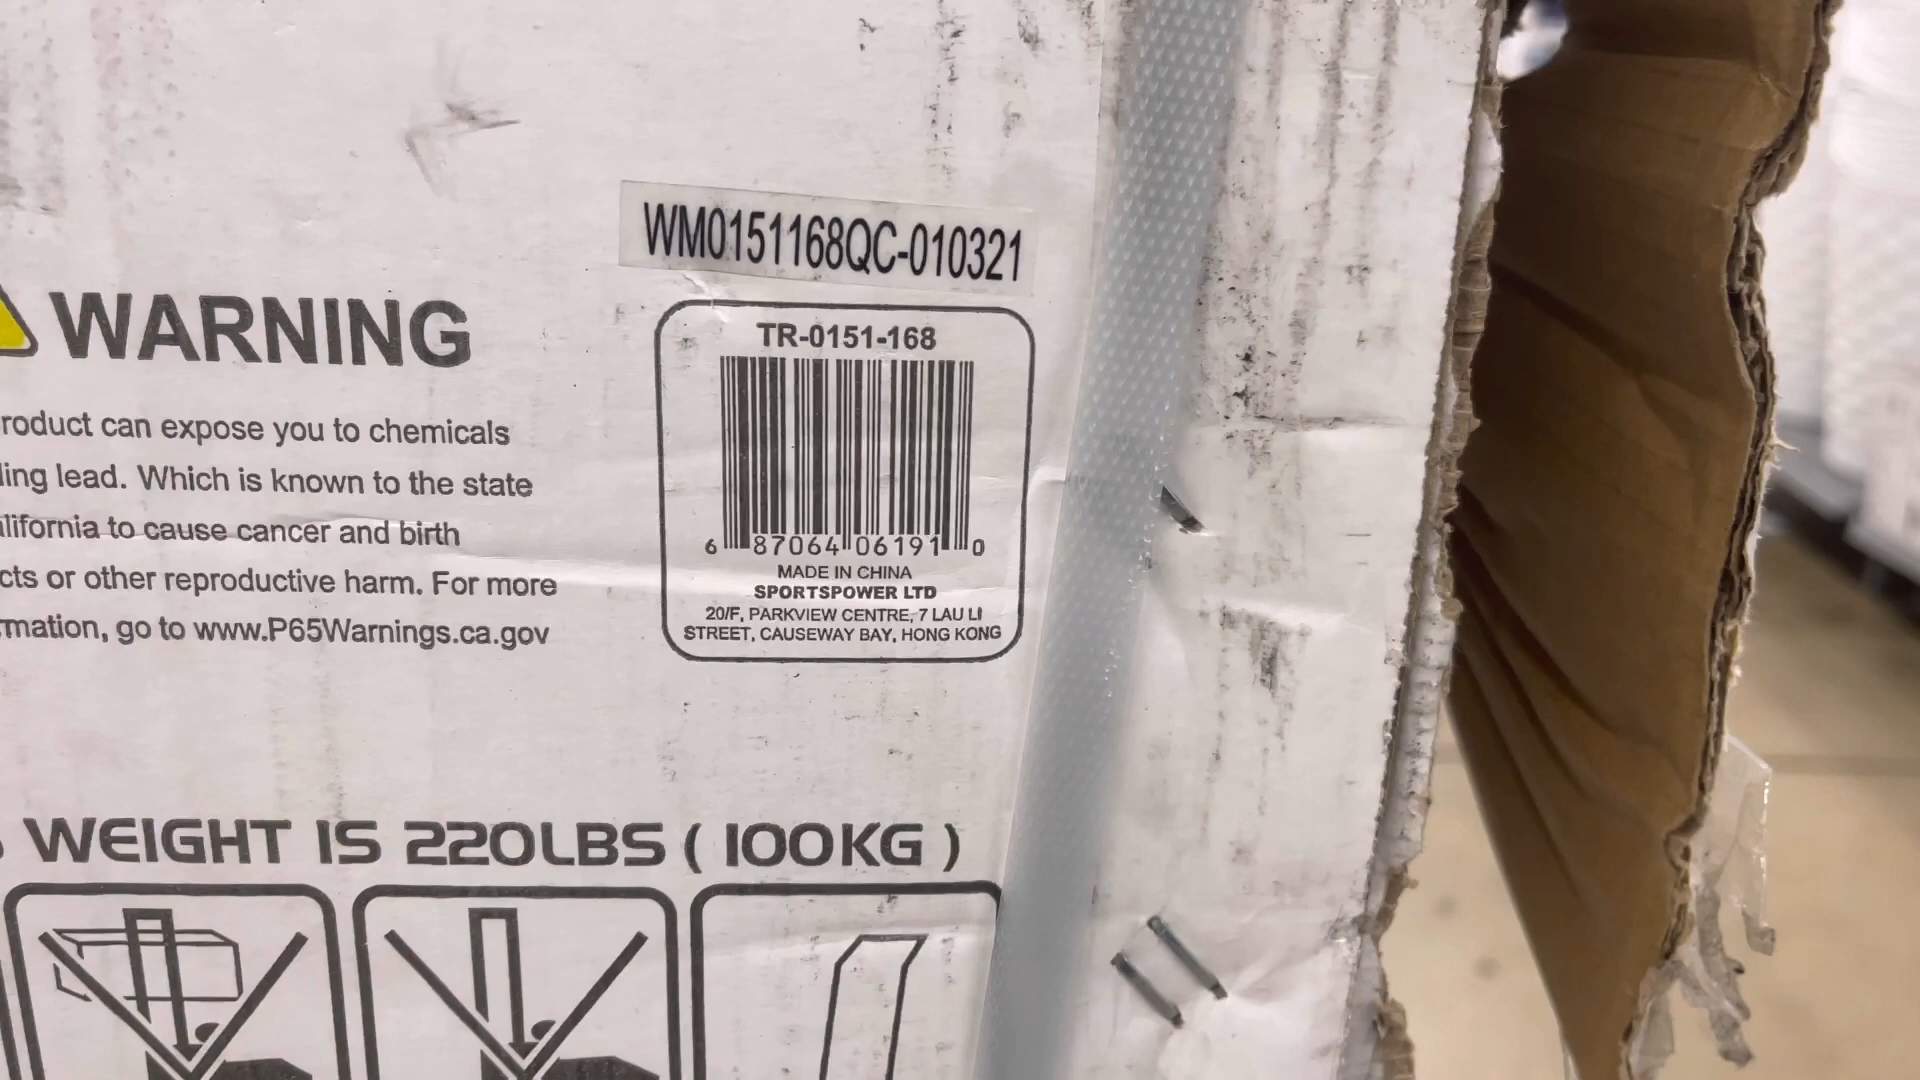 WM0151168QC-010321
WARNING
TR-0151-168
roduct can expose you to chemicals
ling lead. Which is known to the state
lifornia to cause cancer and birth
cts or other reproductive harm. For more
mation, go to www.P65Warnings.ca.gov
6 87064 06191 0
MADE IN CHINA
SPORTSPOWER LTD
20/F, PARKVIEW CENTRE, 7 LAU LI
STREET, CAUSEWAY BAY, HONG KONG
WEIGHT IS 220LBS ( 100KG )